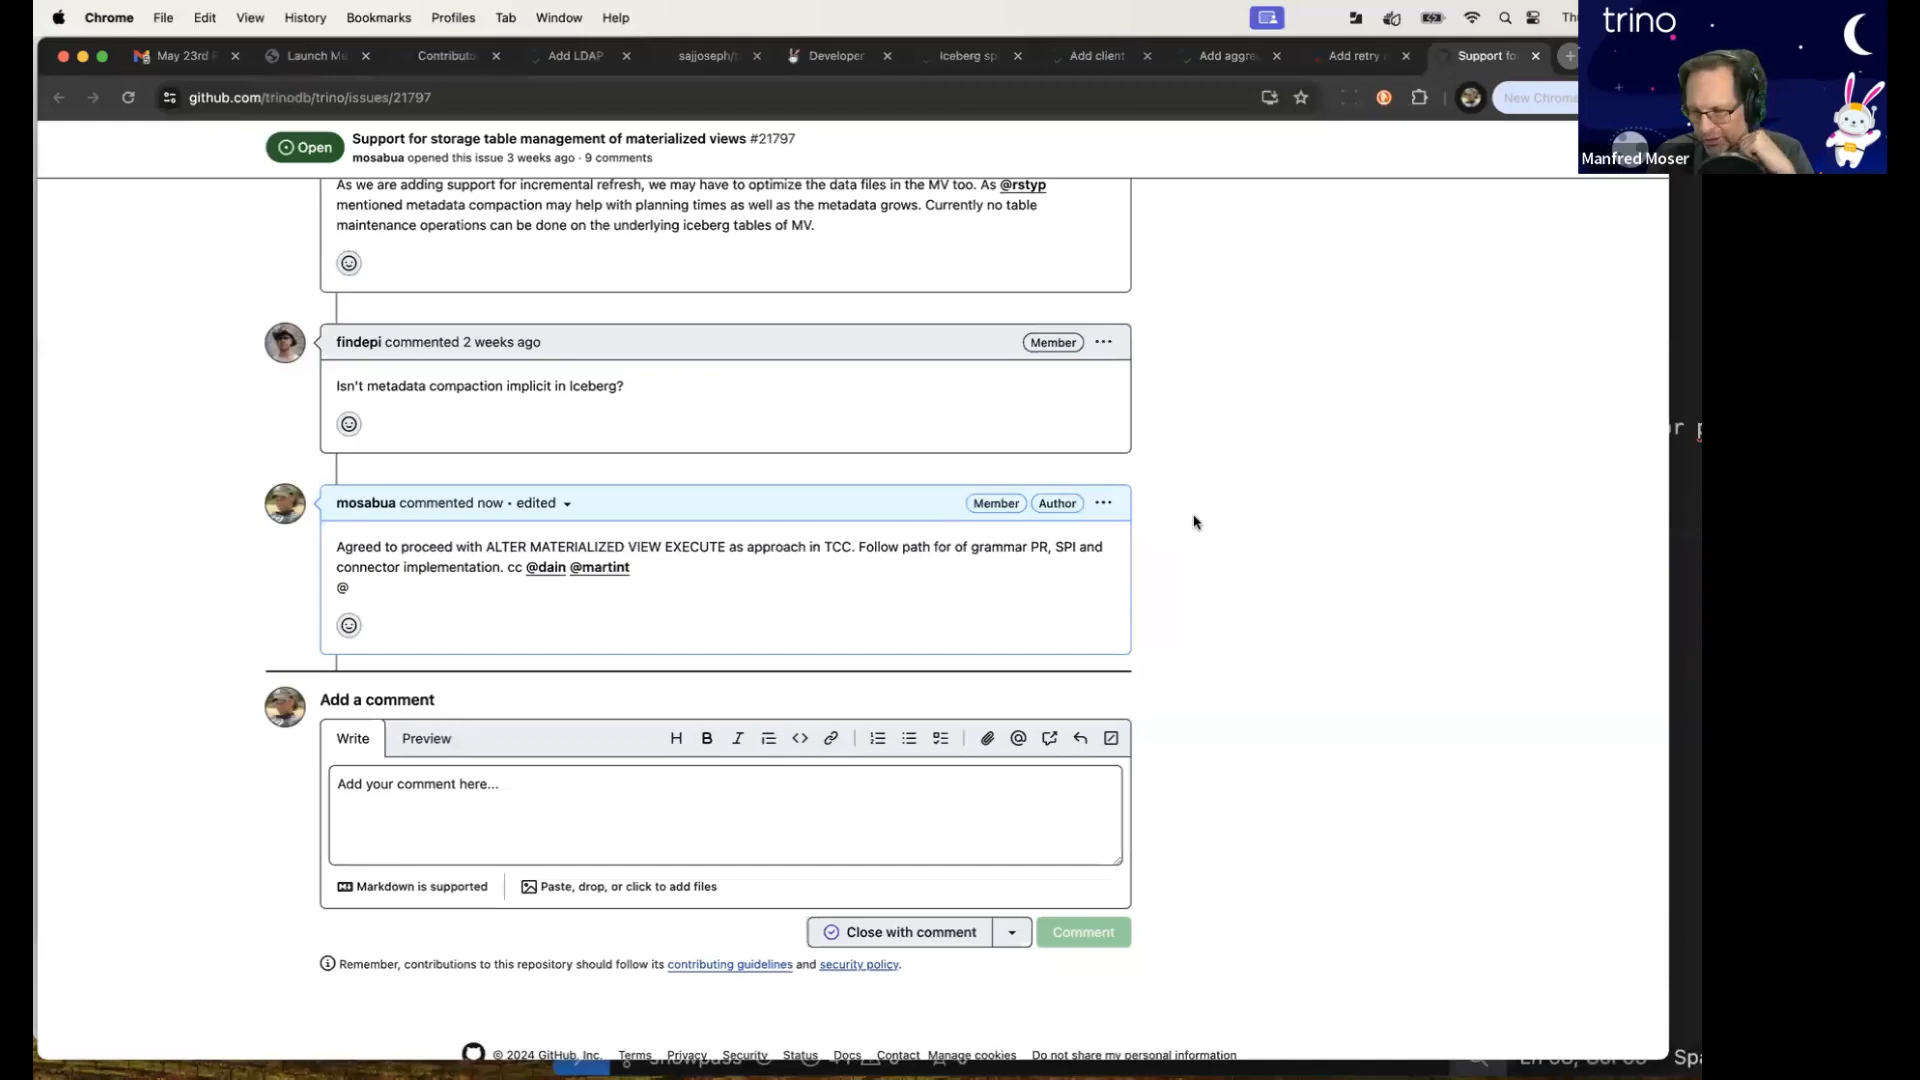 Chrome File Edit View History Bookmarks Profiles Tab Window Help
trino
May 23rd
Launch Me
Contributo
Add LDAP
sajjoseph/t
Developer
Iceberg sp
Add client
Add aggre
Add retry
Support fo
github.com/trinodb/trino/issues/21797
New Chrome
Manfred Moser
Open
Support for storage table management of materialized views #21797
mosabua opened this issue 3 weeks ago · 9 comments
As we are adding support for incremental refresh, we may have to optimize the data files in the MV too. As @rstyp
mentioned metadata compaction may help with planning times as well as the metadata grows. Currently no table
maintenance operations can be done on the underlying iceberg tables of MV.
findepi commented 2 weeks ago
Member
Isn't metadata compaction implicit in Iceberg?
mosabua commented now · edited
Member Author
Agreed to proceed with ALTER MATERIALIZED VIEW EXECUTE as approach in TCC. Follow path for of grammar PR, SPI and
connector implementation. cc @dain @martint
@
Add a comment
Write Preview
Add your comment here...
Markdown is supported
Paste, drop, or click to add files
Close with comment
Comment
Remember, contributions to this repository should follow its contributing guidelines and security policy.
© 2024 GitHub, Inc. Terms Privacy Security Status Docs Contact Manage cookies Do not share my personal information